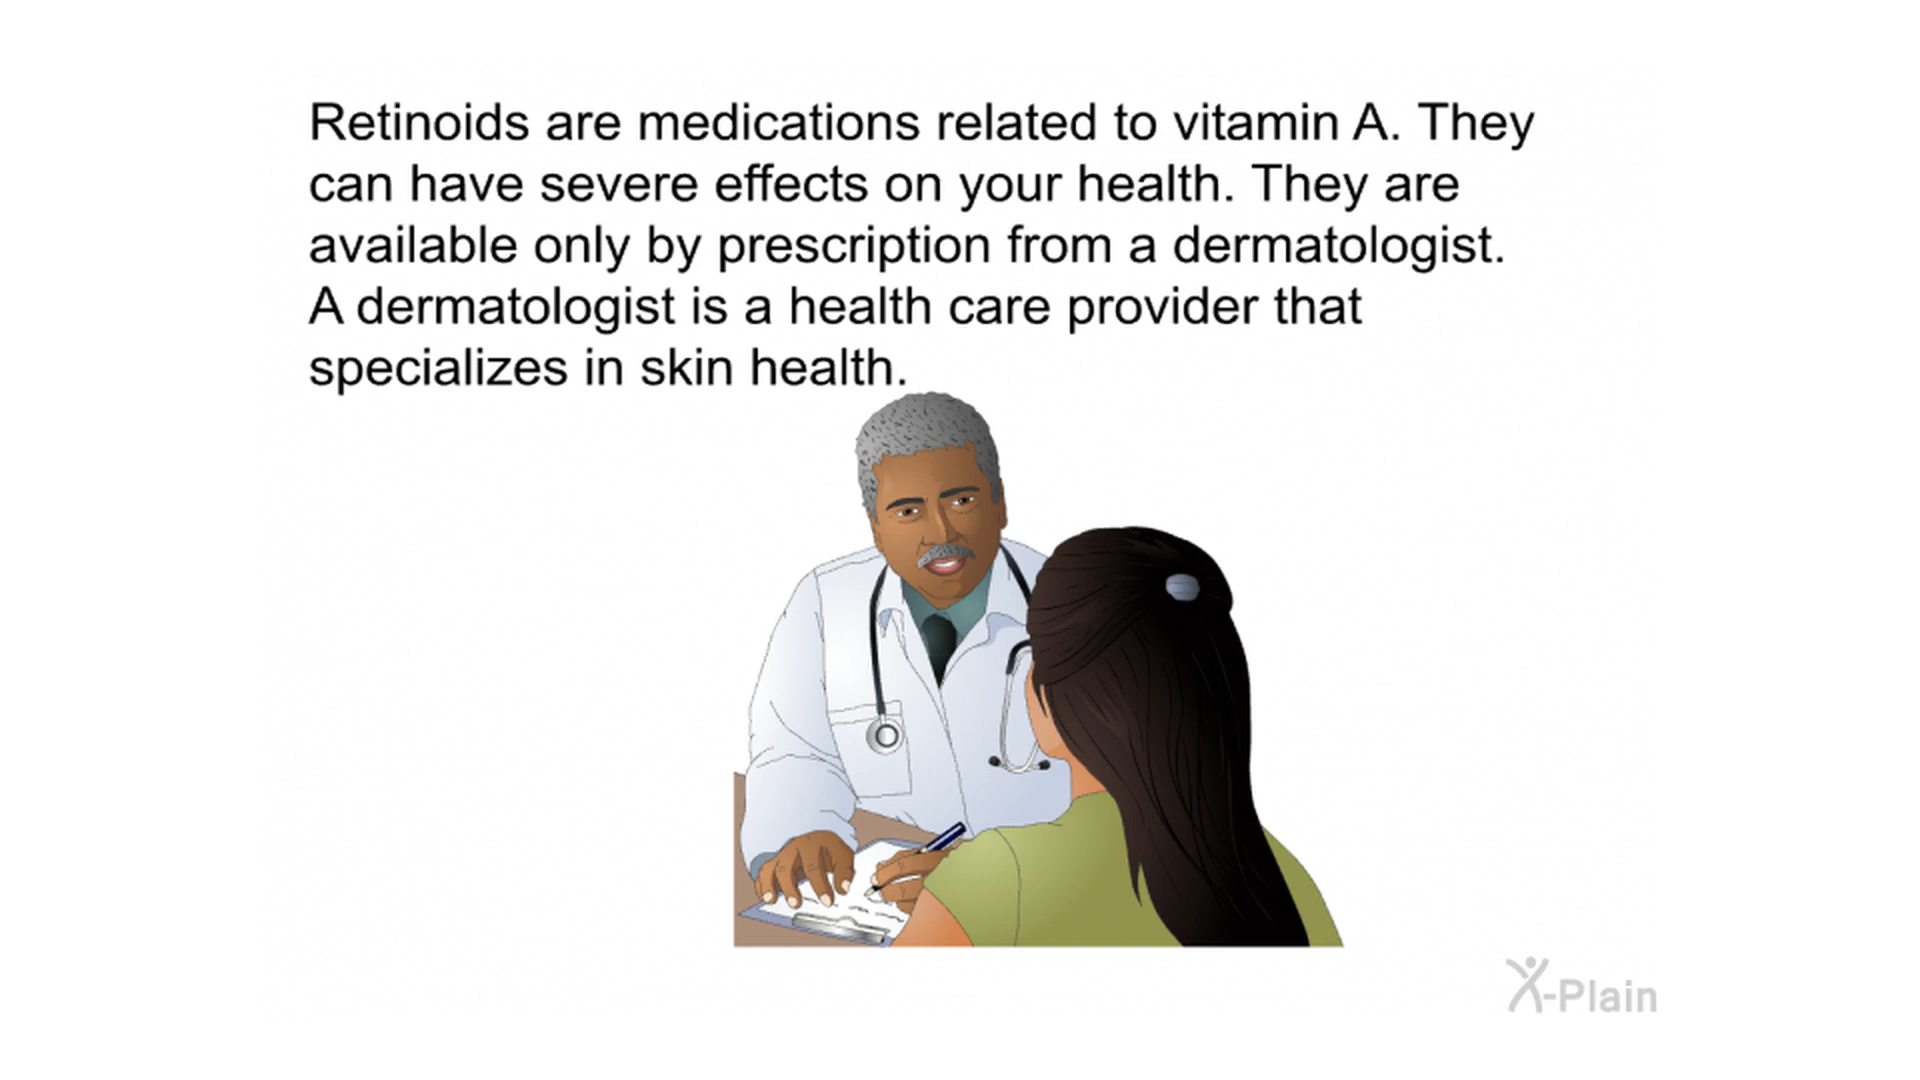 Retinoids are medications related to vitamin A. They
can have severe effects on your health. They are
available only by prescription from a dermatologist.
A dermatologist is a health care provider that
specializes in skin health.
X-Plain